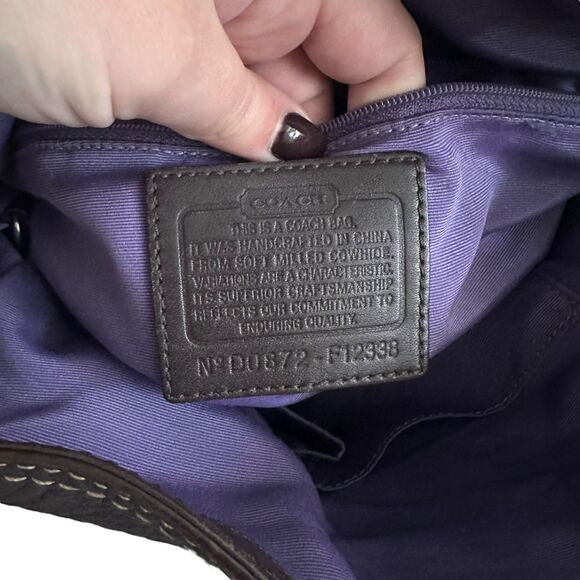 COACH
THIS IS A COACH BAG.
IT WAS HANDCRAFTED IN CHINA
FROM SOFT MILLED COWHIDE.
VARIATIONS ARE A CHARACTERISTIC.
ITS SUPERIOR CRAFTSMANSHIP
REFLECTS OUR COMMITMENT TO
ENDURING QUALITY.
Nº DU872-F12338